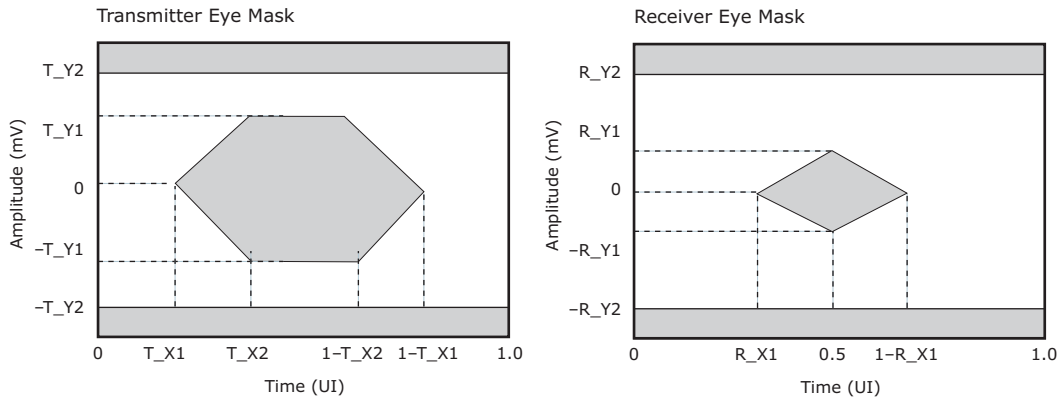 Transmitter Eye Mask
T_Y2
T_Y1
0
–T_Y1
–T_Y2
Amplitude (mV)
0
T_X1
T_X2
1–T_X2
1–T_X1
1.0
Time (UI)
Receiver Eye Mask
R_Y2
R_Y1
0
–R_Y1
–R_Y2
Amplitude (mV)
0
R_X1
0.5
1–R_X1
1.0
Time (UI)